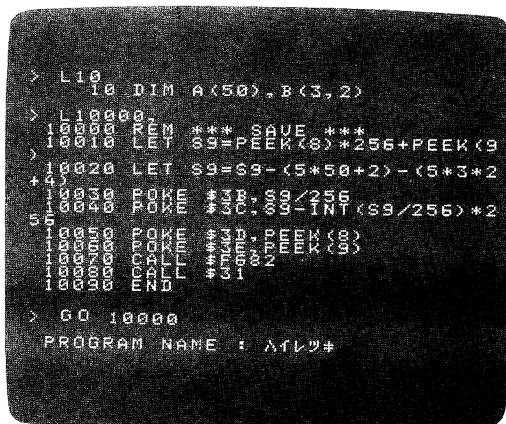 > L10
10 DIM A(50),B(3,2)
> L10000,
10000 REM *** SAVE ***
10010 LET S9=PEEK(8)*256+PEEK(9
)
10020 LET S9=S9-(5*50+2)-(5*3*2
+4)
10030 POKE $3B,S9/256
10040 POKE $3C,S9-INT(S9/256)*2
56
10050 POKE $3D,PEEK(8)
10060 POKE $3E,PEEK(9)
10070 CALL $F682
10080 CALL $31
10090 END
> GO 10000
PROGRAM NAME : ハイレツ$